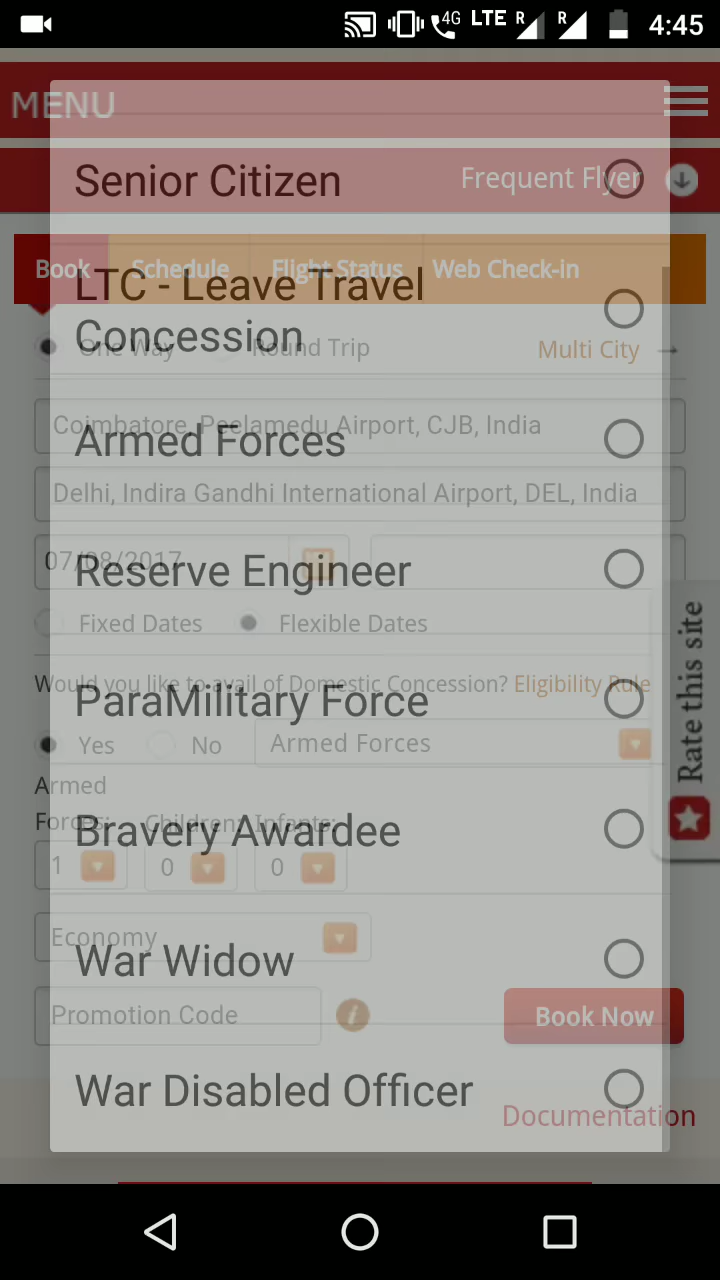 4G LTE R R 4:45
MENU
Senior Citizen
Frequent Flyer
Book Schedule Flight Status Web Check-in
LTC - Leave Travel
Concession
One Way Round Trip Multi City →
Coimbatore, Peelamedu Airport, CJB, India
Armed Forces
Delhi, Indira Gandhi International Airport, DEL, India
07/08/2017
Reserve Engineer
Fixed Dates Flexible Dates
Rate this site
Would you like to avail of Domestic Concession? Eligibility Rule
ParaMilitary Force
Yes No Armed Forces
Armed
Forces: Children: Infants:
Bravery Awardee
1 0 0
Economy
War Widow
Promotion Code i Book Now
War Disabled Officer
Documentation